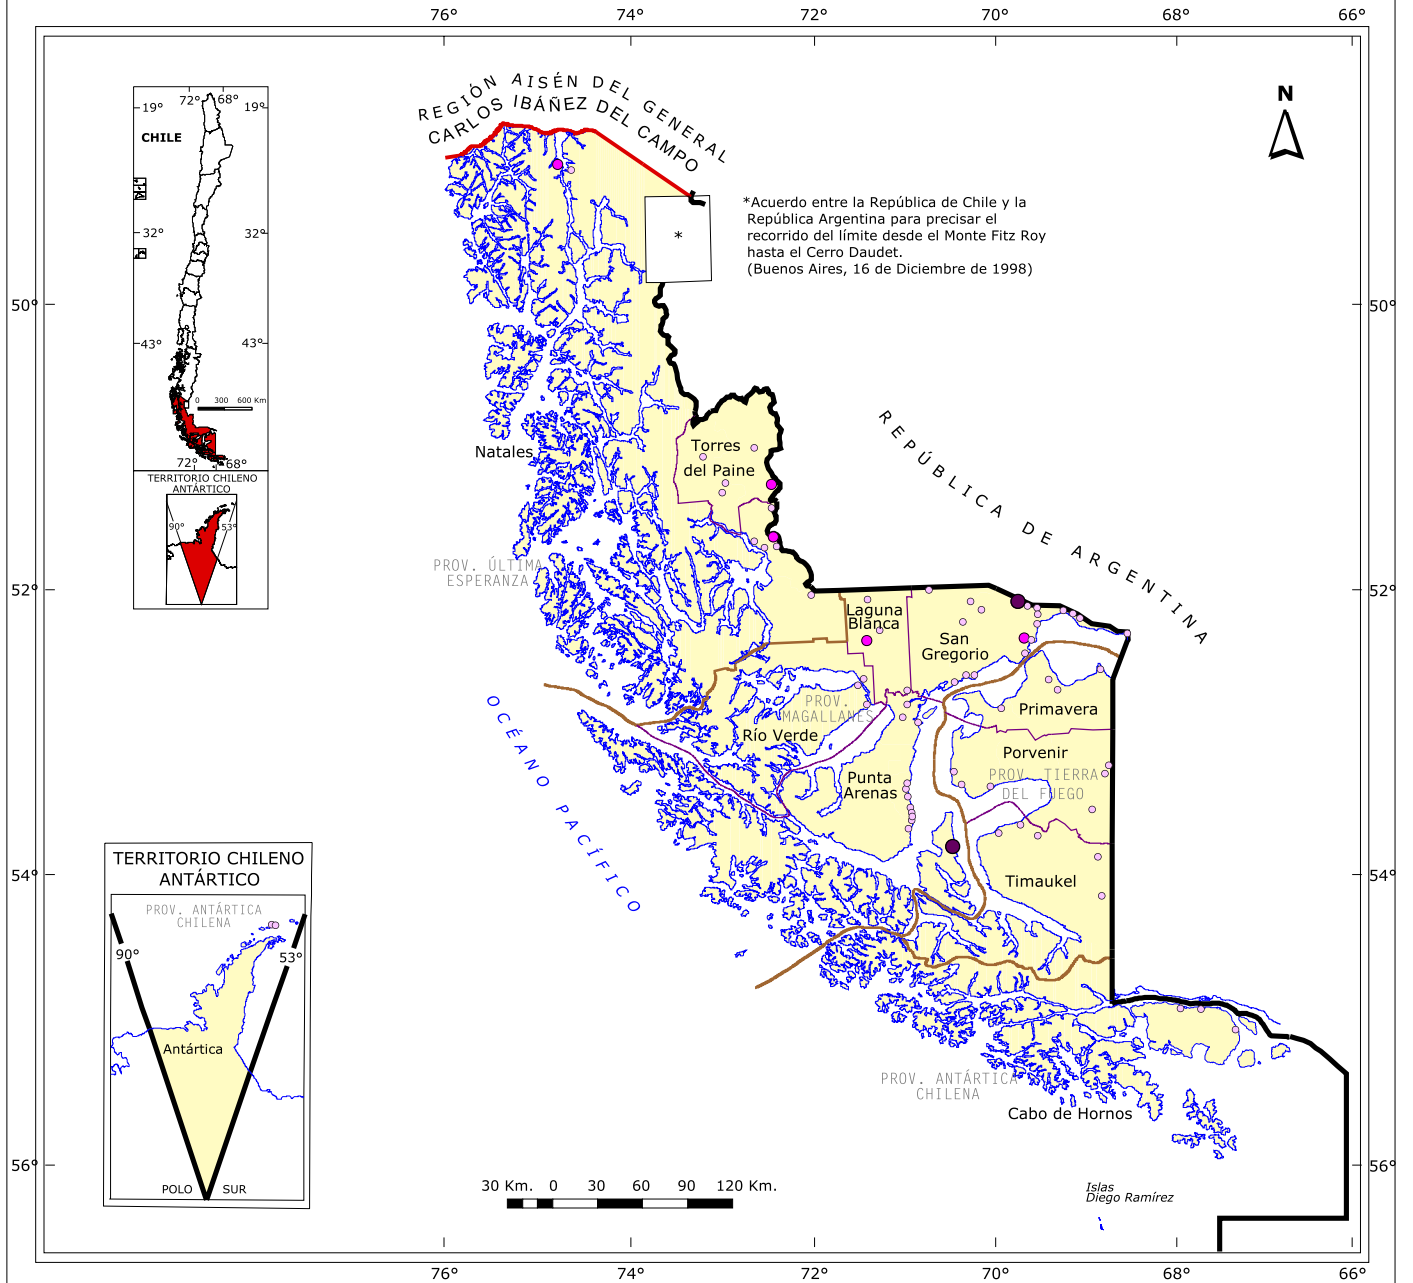 76° 74° 72° 70° 68° 66°
REGIÓN AISÉN DEL GENERAL
CARLOS IBÁÑEZ DEL CAMPO
N
72° 68°
19° 19°
CHILE
32° 32°
43° 43°
0 300 600 Km
72° 68°
TERRITORIO CHILENO
ANTÁRTICO
90° 53°
*
*Acuerdo entre la República de Chile y la
República Argentina para precisar el
recorrido del límite desde el Monte Fitz Roy
hasta el Cerro Daudet.
(Buenos Aires, 16 de Diciembre de 1998)
50° 50°
REPÚBLICA DE ARGENTINA
Natales
Torres
del Paine
PROV. ÚLTIMA
ESPERANZA
52° 52°
Laguna
Blanca
San
Gregorio
OCÉANO PACÍFICO
PROV.
MAGALLANES
Río Verde
Primavera
Porvenir
PROV. TIERRA
DEL FUEGO
Punta
Arenas
54° 54°
Timaukel
TERRITORIO CHILENO
ANTÁRTICO
PROV. ANTÁRTICA
CHILENA
90° 53°
Antártica
POLO SUR
PROV. ANTÁRTICA
CHILENA
Cabo de Hornos
56° 56°
30 Km. 0 30 60 90 120 Km.
Islas
Diego Ramírez
76° 74° 72° 70° 68° 66°